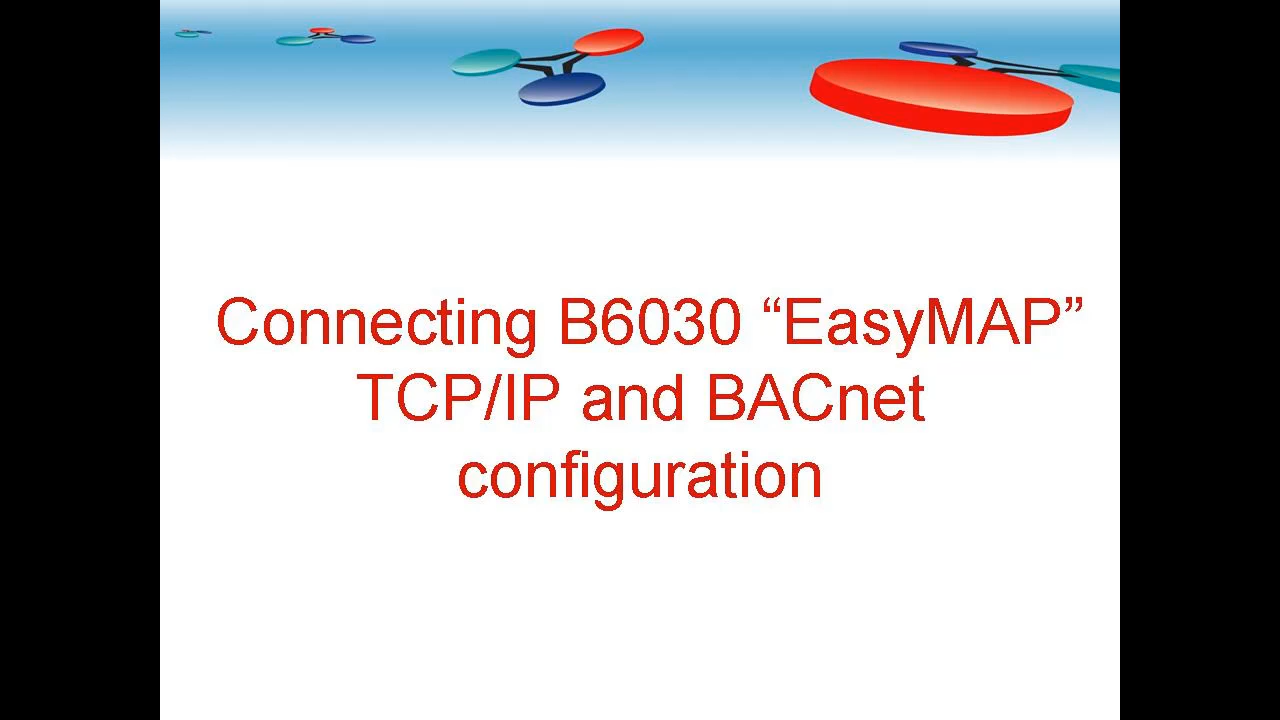 Connecting B6030 “EasyMAP”
TCP/IP and BACnet
configuration